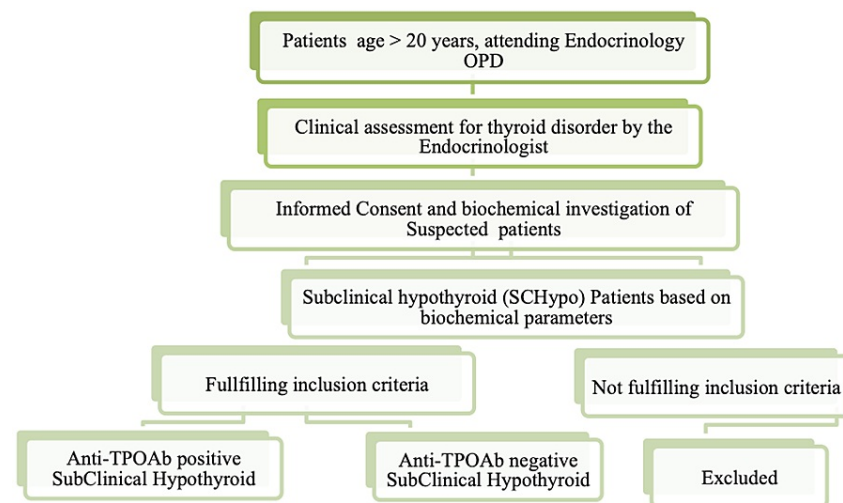 Patients age > 20 years, attending Endocrinology
OPD
Clinical assessment for thyroid disorder by the
Endocrinologist
Informed Consent and biochemical investigation of
Suspected patients
Subclinical hypothyroid (SCHypo) Patients based on
biochemical parameters
Fullfilling inclusion criteria
Not fulfilling inclusion criteria
Anti-TPOAb positive
SubClinical Hypothyroid
Anti-TPOAb negative
SubClinical Hypothyroid
Excluded